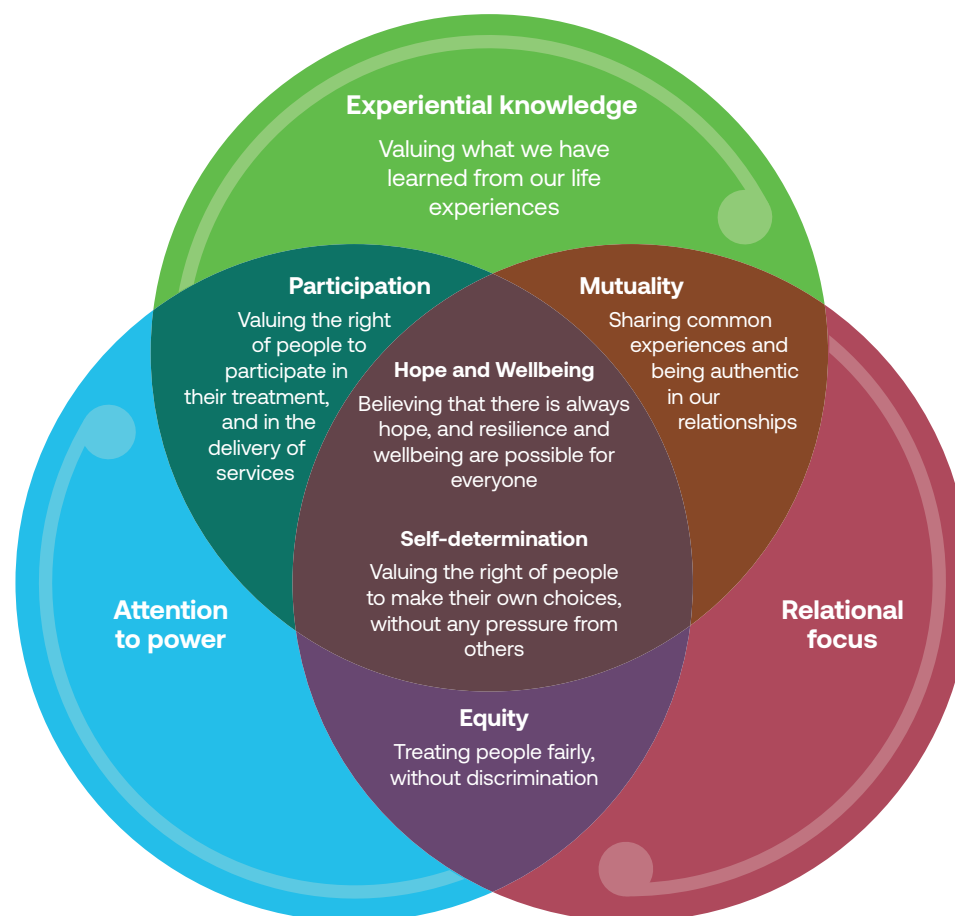 Experiential knowledge
Valuing what we have
learned from our life
experiences
Participation
Valuing the right
of people to
participate in
their treatment,
and in the
delivery of
services
Mutuality
Sharing common
experiences and
being authentic
in our
relationships
Hope and Wellbeing
Believing that there is always
hope, and resilience and
wellbeing are possible for
everyone
Self-determination
Valuing the right of people
to make their own choices,
without any pressure from
others
Attention
to power
Relational
focus
Equity
Treating people fairly,
without discrimination